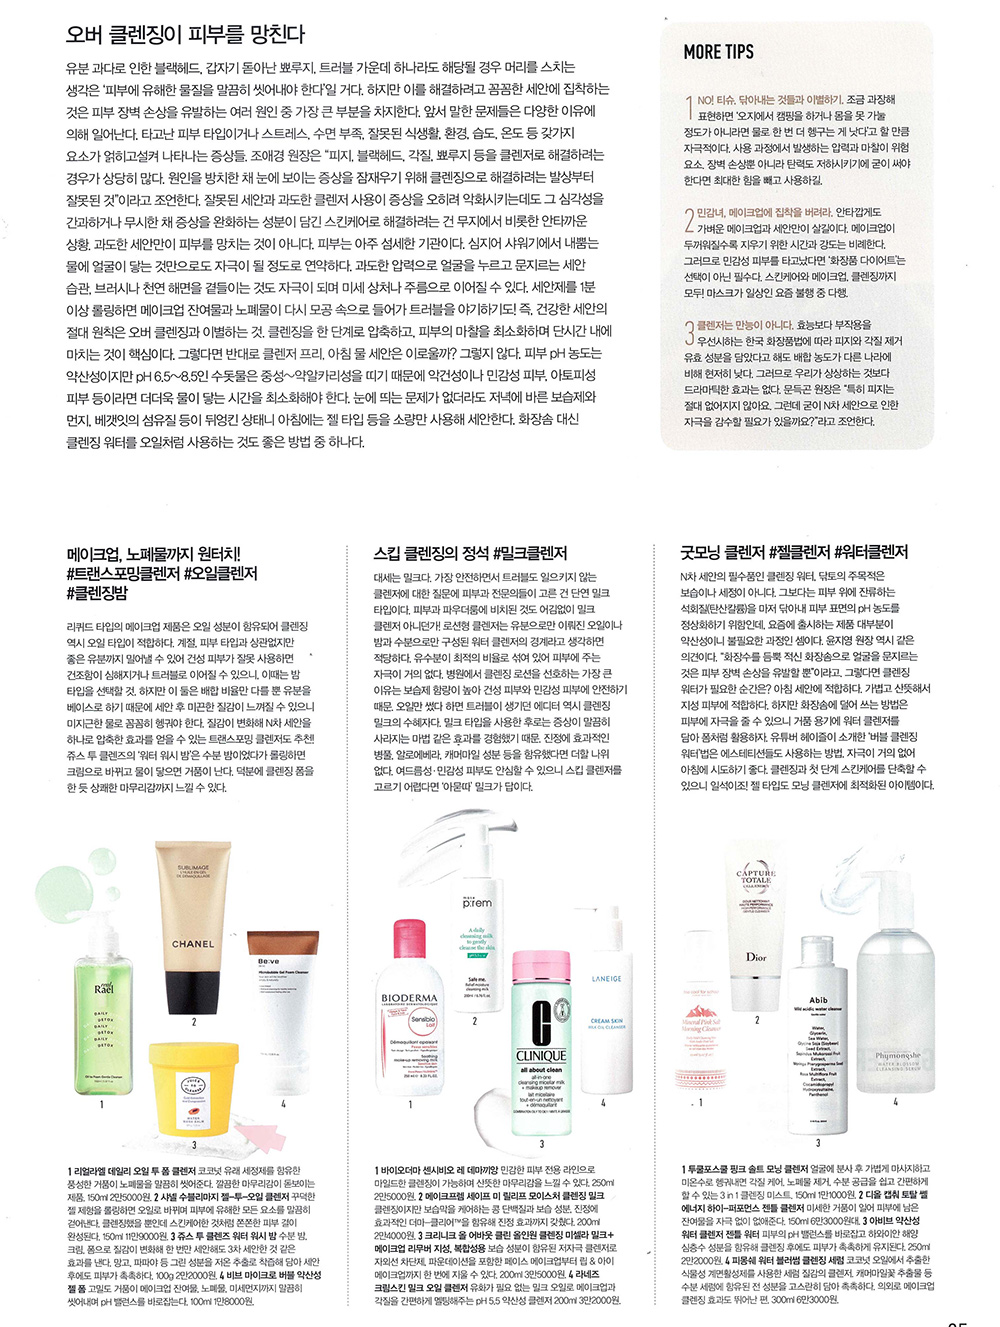 오버 클렌징이 피부를 망친다
유분 과다로 인한 블랙헤드, 갑자기 돋아난 뾰루지, 트러블 가운데 하나라도 해당될 경우 머리를 스치는
생각은 '피부에 유해한 물질을 말끔히 씻어내야 한다'일 거다. 하지만 이를 해결하려고 꼼꼼한 세안에 집착하는
것은 피부 장벽 손상을 유발하는 여러 원인 중 가장 큰 부분을 차지한다. 앞서 말한 문제들은 다양한 이유에
의해 일어난다. 타고난 피부 타입이거나 스트레스, 수면 부족, 잘못된 식생활, 환경, 습도, 온도 등 갖가지
요소가 얽히고설켜 나타나는 증상들. 조애경 원장은 "피지, 블랙헤드, 각질, 뾰루지 등을 클렌저로 해결하려는
경우가 상당히 많다. 원인을 방치한 채 눈에 보이는 증상을 잠재우기 위해 클렌징으로 해결하려는 발상부터
잘못된 것"이라고 조언한다. 잘못된 세안과 과도한 클렌저 사용이 증상을 오히려 악화시키는데도 그 심각성을
간과하거나 무시한 채 증상을 완화하는 성분이 담긴 스킨케어로 해결하려는 건 무지에서 비롯한 안타까운
상황. 과도한 세안만이 피부를 망치는 것이 아니다. 피부는 아주 섬세한 기관이다. 심지어 샤워기에서 내뿜는
물에 얼굴이 닿는 것만으로도 자극이 될 정도로 연약하다. 과도한 압력으로 얼굴을 누르고 문지르는 세안
습관, 브러시나 천연 해면을 곁들이는 것도 자극이 되며 미세 상처나 주름으로 이어질 수 있다. 세안제를 1분
이상 롤링하면 메이크업 잔여물과 노폐물이 다시 모공 속으로 들어가 트러블을 야기하기도! 즉, 건강한 세안의
절대 원칙은 오버 클렌징과 이별하는 것. 클렌징을 한 단계로 압축하고, 피부의 마찰을 최소화하며 단시간 내에
마치는 것이 핵심이다. 그렇다면 반대로 클렌저 프리, 아침 물 세안은 이로울까? 그렇지 않다. 피부 pH 농도는
약산성이지만 pH 6.5~8.5인 수돗물은 중성~약알카리성을 띠기 때문에 악건성이나 민감성 피부, 아토피성
피부 등이라면 더더욱 물이 닿는 시간을 최소화해야 한다. 눈에 띄는 문제가 없더라도 저녁에 바른 보습제와
먼지, 베갯잇의 섬유질 등이 뒤엉킨 상태니 아침에는 젤 타입 등을 소량만 사용해 세안한다. 화장솜 대신
클렌징 워터를 오일처럼 사용하는 것도 좋은 방법 중 하나다.
MORE TIPS
1 NO! 티슈. 닦아내는 것들과 이별하기. 조금 과장해
표현하면 '오지에서 캠핑을 하거나 몸을 못 가눌
정도가 아니라면 물로 한 번 더 헹구는 게 낫다'고 할 만큼
자극적이다. 사용 과정에서 발생하는 압력과 마찰이 위험
요소. 장벽 손상뿐 아니라 탄력도 저하시키기에 굳이 써야
한다면 최대한 힘을 빼고 사용하길.
2 민감녀, 메이크업에 집착을 버려라. 안타깝게도
가벼운 메이크업과 세안만이 살길이다. 메이크업이
두꺼워질수록 지우기 위한 시간과 강도는 비례한다.
그러므로 민감성 피부를 타고났다면 '화장품 다이어트'는
선택이 아닌 필수다. 스킨케어와 메이크업, 클렌징까지
모두! 마스크가 일상인 요즘 불행 중 다행.
3 클렌저는 만능이 아니다. 효능보다 부작용을
우선시하는 한국 화장품법에 따라 피지와 각질 제거
유효 성분을 담았다고 해도 배합 농도가 다른 나라에
비해 현저히 낮다. 그러므로 우리가 상상하는 것보다
드라마틱한 효과는 없다. 문득곤 원장은 "특히 피지는
절대 없어지지 않아요. 그런데 굳이 N차 세안으로 인한
자극을 감수할 필요가 있을까요?"라고 조언한다.
메이크업, 노폐물까지 원터치!
#트랜스포밍클렌저 #오일클렌저
#클렌징밤
리퀴드 타입의 메이크업 제품은 오일 성분이 함유되어 클렌징
역시 오일 타입이 적합하다. 계절, 피부 타입과 상관없지만
좋은 유분까지 밀어낼 수 있어 건성 피부가 잘못 사용하면
건조함이 심해지거나 트러블로 이어질 수 있으니, 이때는 밤
타입을 선택할 것. 하지만 이 둘은 배합 비율만 다를 뿐 유분을
베이스로 하기 때문에 세안 후 미끈한 질감이 느껴질 수 있으니
미지근한 물로 꼼꼼히 헹궈야 한다. 질감이 변화해 N차 세안을
하나로 압축한 효과를 얻을 수 있는 트랜스포밍 클렌저도 추천!
쥬스 투 클렌즈의 '워터 워시 밤'은 수분 밤이었다가 롤링하면
크림으로 바뀌고 물이 닿으면 거품이 난다. 덕분에 클렌징 폼을
한 듯 상쾌한 마무리감까지 느낄 수 있다.
스킵 클렌징의 정석 #밀크클렌저
대세는 밀크다. 가장 안전하면서 트러블도 일으키지 않는
클렌저에 대한 질문에 피부과 전문의들이 고른 건 단연 밀크
타입이다. 피부과 파우더룸에 비치된 것도 어김없이 밀크
클렌저 아니던가! 로션형 클렌저는 유분으로만 이뤄진 오일이나
밤과 수분으로만 구성된 워터 클렌저의 경계라고 생각하면
적당하다. 유수분이 최적의 비율로 섞여 있어 피부에 주는
자극이 거의 없다. 병원에서 클렌징 로션을 선호하는 가장 큰
이유는 보습제 함량이 높아 건성 피부와 민감성 피부에 안전하기
때문. 오일만 썼다 하면 트러블이 생기던 에디터 역시 클렌징
밀크의 수혜자다. 밀크 타입을 사용한 후로는 증상이 말끔히
사라지는 마법 같은 효과를 경험했기 때문. 진정에 효과적인
병풀, 알로에베라, 캐머마일 성분 등을 함유했다면 더할 나위
없다. 여드름성·민감성 피부도 안심할 수 있으니 스킵 클렌저를
고르기 어렵다면 '아묻따' 밀크가 답이다.
굿모닝 클렌저 #젤클렌저 #워터클렌저
N차 세안의 필수품인 클렌징 워터. 닦토의 주목적은
보습이나 세정이 아니다. 그보다는 피부 위에 잔류하는
석회질(탄산칼륨)을 마저 닦아내 피부 표면의 pH 농도를
정상화하기 위함인데, 요즘에 출시하는 제품 대부분이
약산성이니 불필요한 과정인 셈이다. 윤지영 원장 역시 같은
의견이다. "화장수를 듬뿍 적신 화장솜으로 얼굴을 문지르는
것은 피부 장벽 손상을 유발할 뿐"이라고. 그렇다면 클렌징
워터가 필요한 순간은? 아침 세안에 적합하다. 가볍고 산뜻해서
지성 피부에 적합하다. 하지만 화장솜에 덜어 쓰는 방법은
피부에 자극을 줄 수 있으니 거품 용기에 워터 클렌저를
담아 폼처럼 활용하자. 유튜버 헤이즐이 소개한 '버블 클렌징
워터'법은 에스테티션들도 사용하는 방법. 자극이 거의 없어
아침에 시도하기 좋다. 클렌징과 첫 단계 스킨케어를 단축할 수
있으니 일석이조! 젤 타입도 모닝 클렌저에 최적화된 아이템이다.
real
Rael
DAILY
DETOX
DAILY
DETOX
DAILY
DETOX
1
SUBLIMAGE
CHANEL
2
JUICE
TO
CLEANSE
3
Be:ve
Microbubble Gel Foam Cleanser
4
BIODERMA
Sensibio
Lait
Démaquillant apaisant
1
make
p:rem
A daily
cleansing milk
to gently
cleanse the skin
Safe me.
Relief moisture
cleansing milk
2
CLINIQUE
all about clean
all-in-one
cleansing micellar milk
+ makeup remover
lait micellaire
tout-en-un nettoyant
+ démaquillant
3
LANEIGE
CREAM SKIN
MILK OIL CLEANSER
4
Mineral Pink Salt
Morning Cleanser
1
CAPTURE
TOTALE
Dior
2
Abib
Mild acidic water cleanser
3
Phymongshe
WATER BLOSSOM
CLEANSING SERUM
4
1 리얼라엘 데일리 오일 투 폼 클렌저 코코넛 유래 세정제를 함유한
풍성한 거품이 노폐물을 말끔히 씻어준다. 깔끔한 마무리감이 돋보이는
제품, 150ml 2만5000원. 2 샤넬 수블리마지 젤-투-오일 클렌저 꾸덕한
젤 제형을 롤링하면 오일로 바뀌며 피부에 유해한 모든 요소를 말끔히
걷어낸다. 클렌징했을 뿐인데 스킨케어한 것처럼 쫀쫀한 피부 결이
완성된다. 150ml 11만9000원. 3 쥬스 투 클렌즈 워터 워시 밤 수분 밤,
크림, 폼으로 질감이 변화해 한 번만 세안해도 3차 세안한 것 같은
효과를 낸다. 망고, 파파야 등 그린 성분을 저온 추출로 착즙해 담아 세안
후에도 피부가 촉촉하다. 100g 2만2000원. 4 비브 마이크로 버블 약산성
젤 폼 고밀도 거품이 메이크업 잔여물, 노폐물, 미세먼지까지 말끔히
씻어내며 pH 밸런스를 바로잡는다. 100ml 1만8000원.
1 바이오더마 센시비오 레 데마끼앙 민감한 피부 전용 라인으로
마일드한 클렌징이 가능하며 산뜻한 마무리감을 느낄 수 있다. 250ml
2만5000원. 2 메이크프렘 세이프 미 릴리프 모이스처 클렌징 밀크
클렌징이지만 보습막을 케어하는 콩 단백질과 보습 성분, 진정에
효과적인 더마-클리어™을 함유해 진정 효과까지 갖췄다. 200ml
2만4000원. 3 크리니크 올 어바웃 클린 올인원 클렌징 미셀라 밀크+
메이크업 리무버 지성, 복합성용 보습 성분이 함유된 저자극 클렌저로
자외선 차단제, 파운데이션을 포함한 페이스 메이크업부터 립 & 아이
메이크업까지 한 번에 지울 수 있다. 200ml 3만5000원. 4 라네즈
크림스킨 밀크 오일 클렌저 유화가 필요 없는 밀크 오일로 메이크업과
각질을 간편하게 멜팅해주는 pH 5.5 약산성 클렌저 200ml 3만2000원.
1 투쿨포스쿨 핑크 솔트 모닝 클렌저 얼굴에 분사 후 가볍게 마사지하고
미온수로 헹궈내면 각질 케어, 노폐물 제거, 수분 공급을 쉽고 간편하게
할 수 있는 3 in 1 클렌징 미스트, 150ml 1만1000원. 2 디올 캡춰 토탈 쎌
에너지 하이-퍼포먼스 젠틀 클렌저 미세한 거품이 일어 피부에 남은
잔여물을 자극 없이 없애준다. 150ml 6만3000원대. 3 아비브 약산성
워터 클렌저 젠틀 워터 피부의 pH 밸런스를 바로잡고 하와이안 해양
심층수 성분을 함유해 클렌징 후에도 피부가 촉촉하게 유지된다. 250ml
2만2000원. 4 피몽쉐 워터 블러썸 클렌징 세럼 코코넛 오일에서 추출한
식물성 계면활성제를 사용한 세럼 질감의 클렌저. 캐머마일꽃 추출물 등
수분 세럼에 함유된 전 성분을 고스란히 담아 촉촉하다. 의외로 메이크업
클렌징 효과도 뛰어난 편. 300ml 6만3000원.